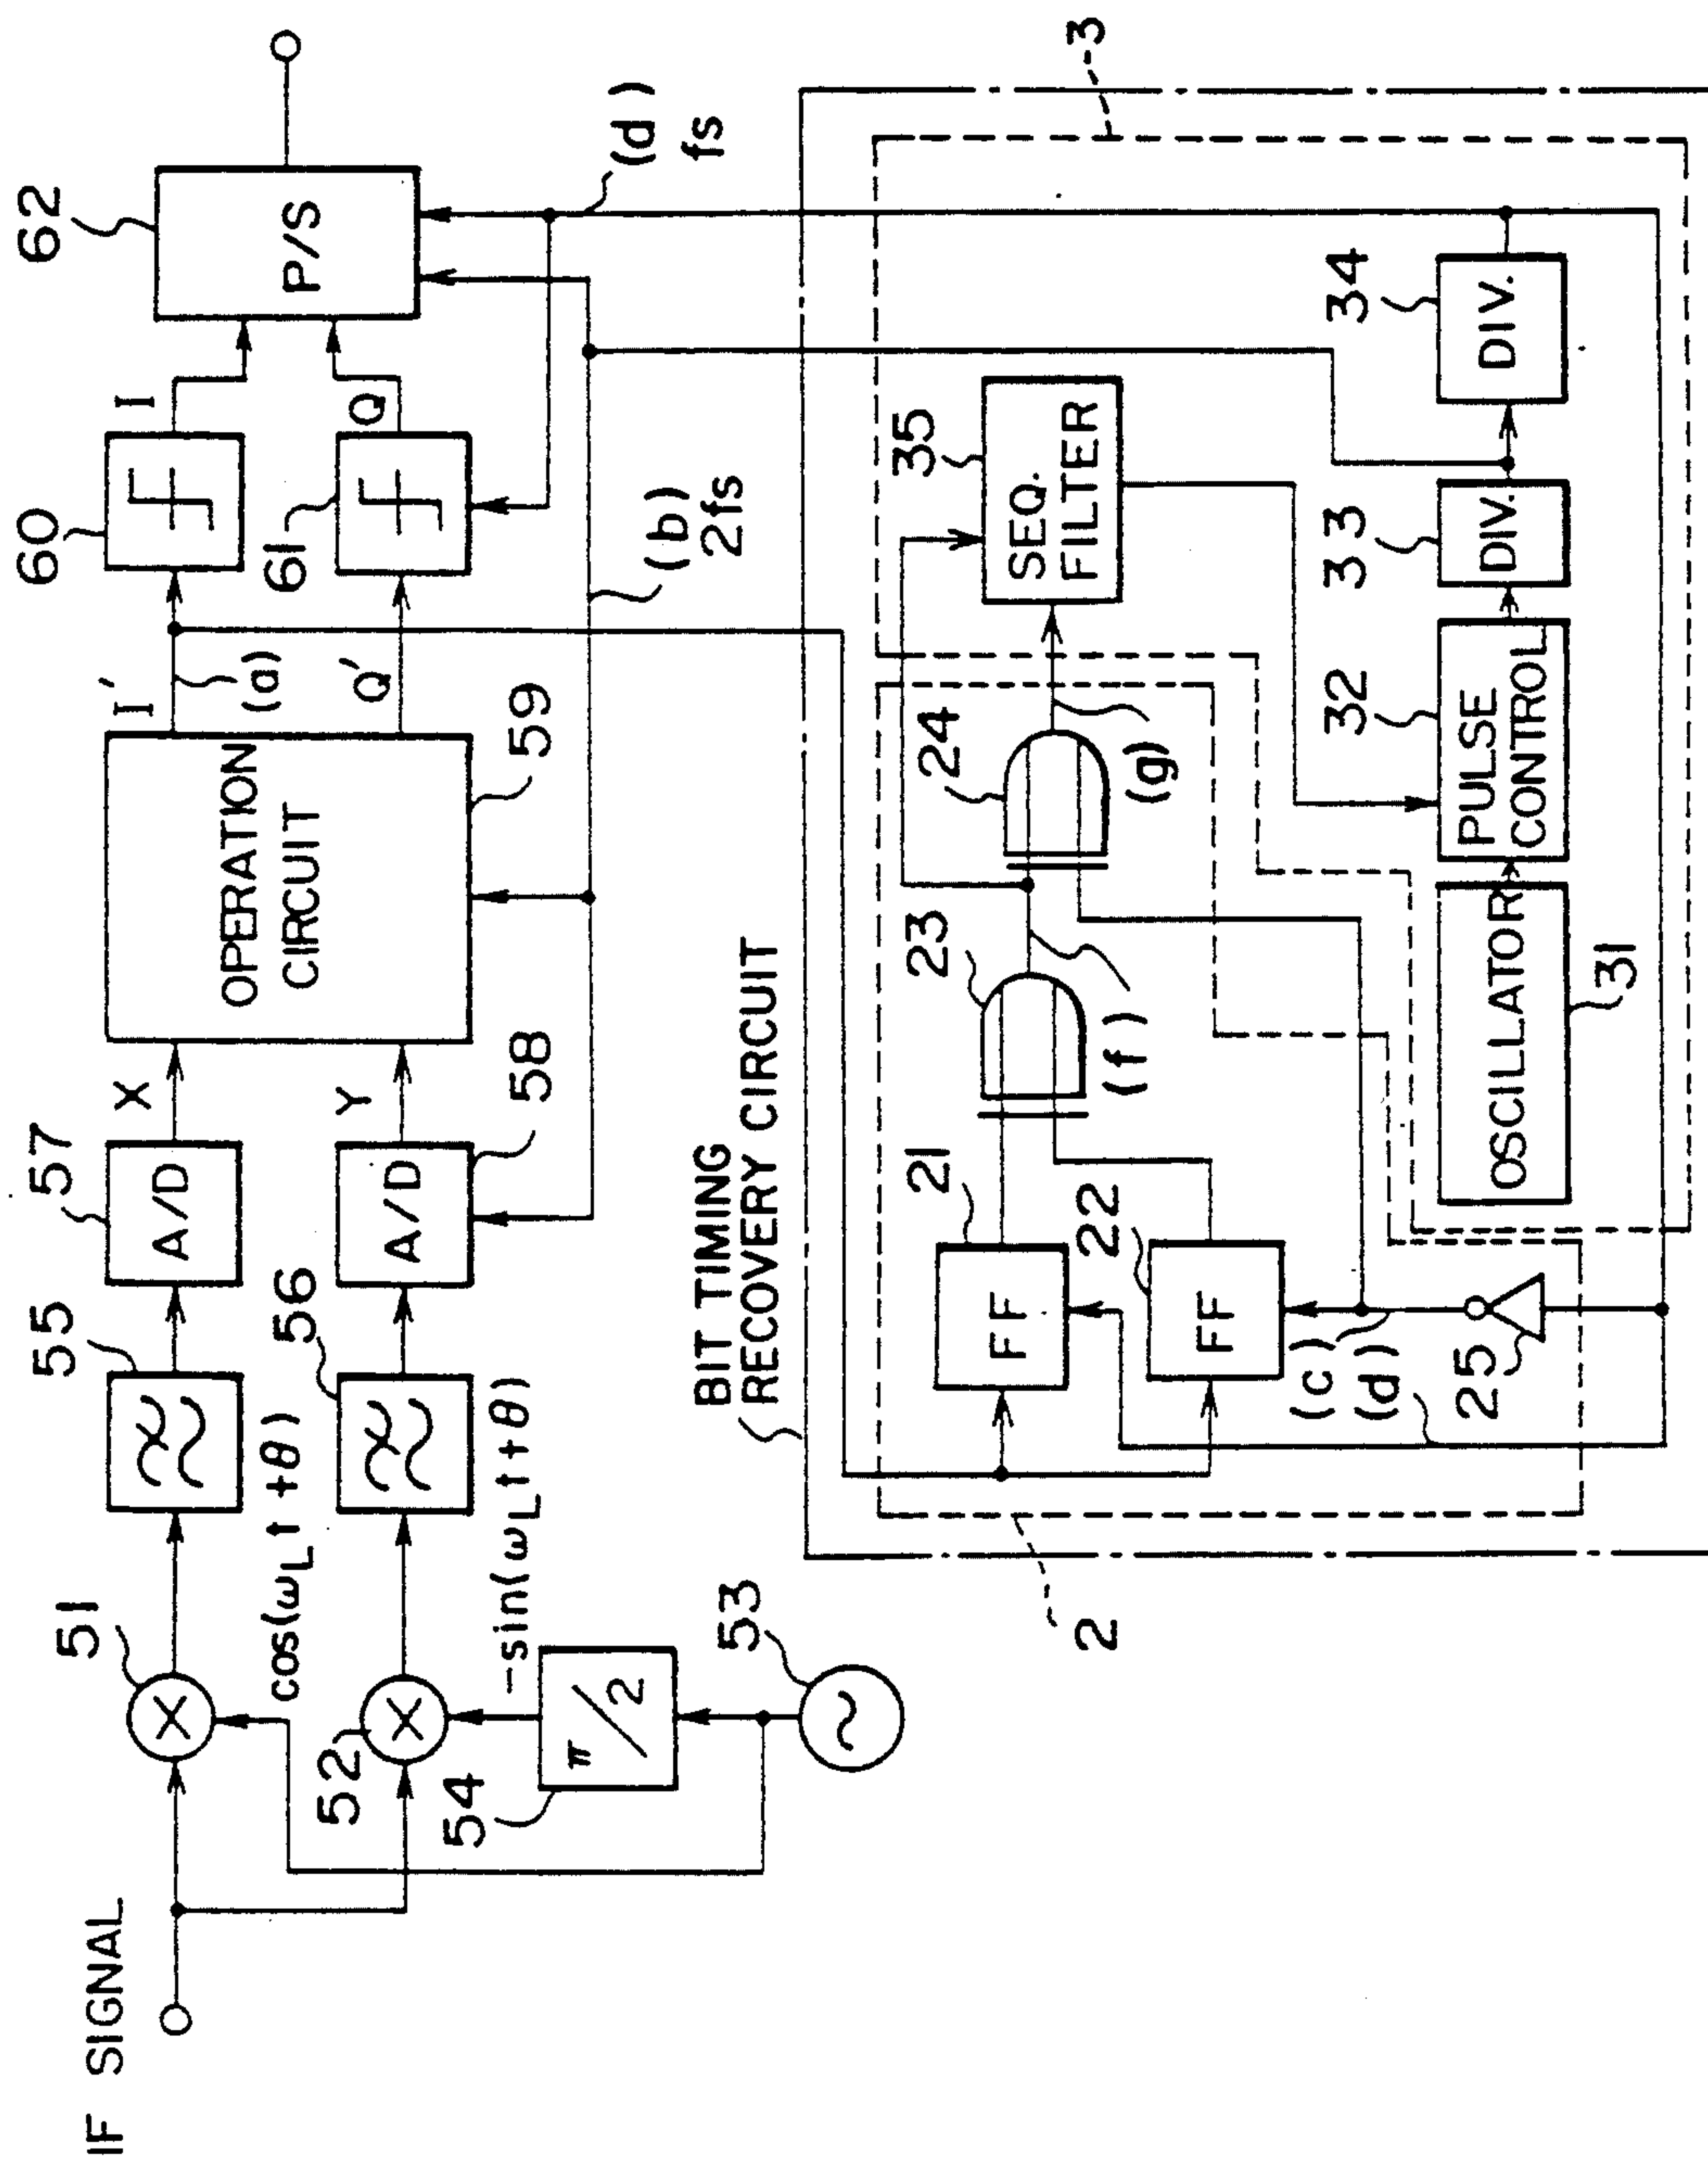 IF SIGNAL
51
cos(ωLt+θ)
52
-sin(ωLt+θ)
54
π/2
53
55
56
57
A/D
X
58
A/D
Y
OPERATION
CIRCUIT
59
I'
(a)
Q'
60
I
61
Q
(b)
2fs
62
P/S
(d)
fs
BIT TIMING
RECOVERY CIRCUIT
2
21
FF
22
FF
(c)
(d)
25
23
(f)
24
(g)
35
SEQ.
FILTER
3
OSCILLATOR
31
32
PULSE
CONTROL
33
DIV.
34
DIV.